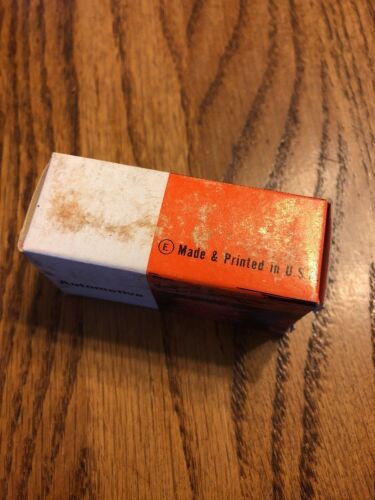 Ⓔ Made & Printed in U.S.
Automotive